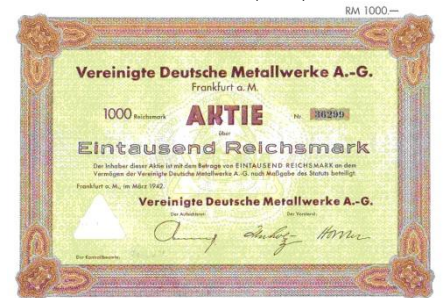 RM 1000.—
Vereinigte Deutsche Metallwerke A.-G.
Frankfurt a. M.
1000 Reichsmark AKTIE Nr. 36299
über
Eintausend Reichsmark
Der Inhaber dieser Aktie ist mit dem Betrage von EINTAUSEND REICHSMARK an dem
Vermögen der Vereinigte Deutsche Metallwerke A.-G. nach Maßgabe des Statuts beteiligt.
Frankfurt a. M., im März 1942.
Vereinigte Deutsche Metallwerke A.-G.
Der Aufsichtsrat. Der Vorstand.
Der Kontrollbeamte.